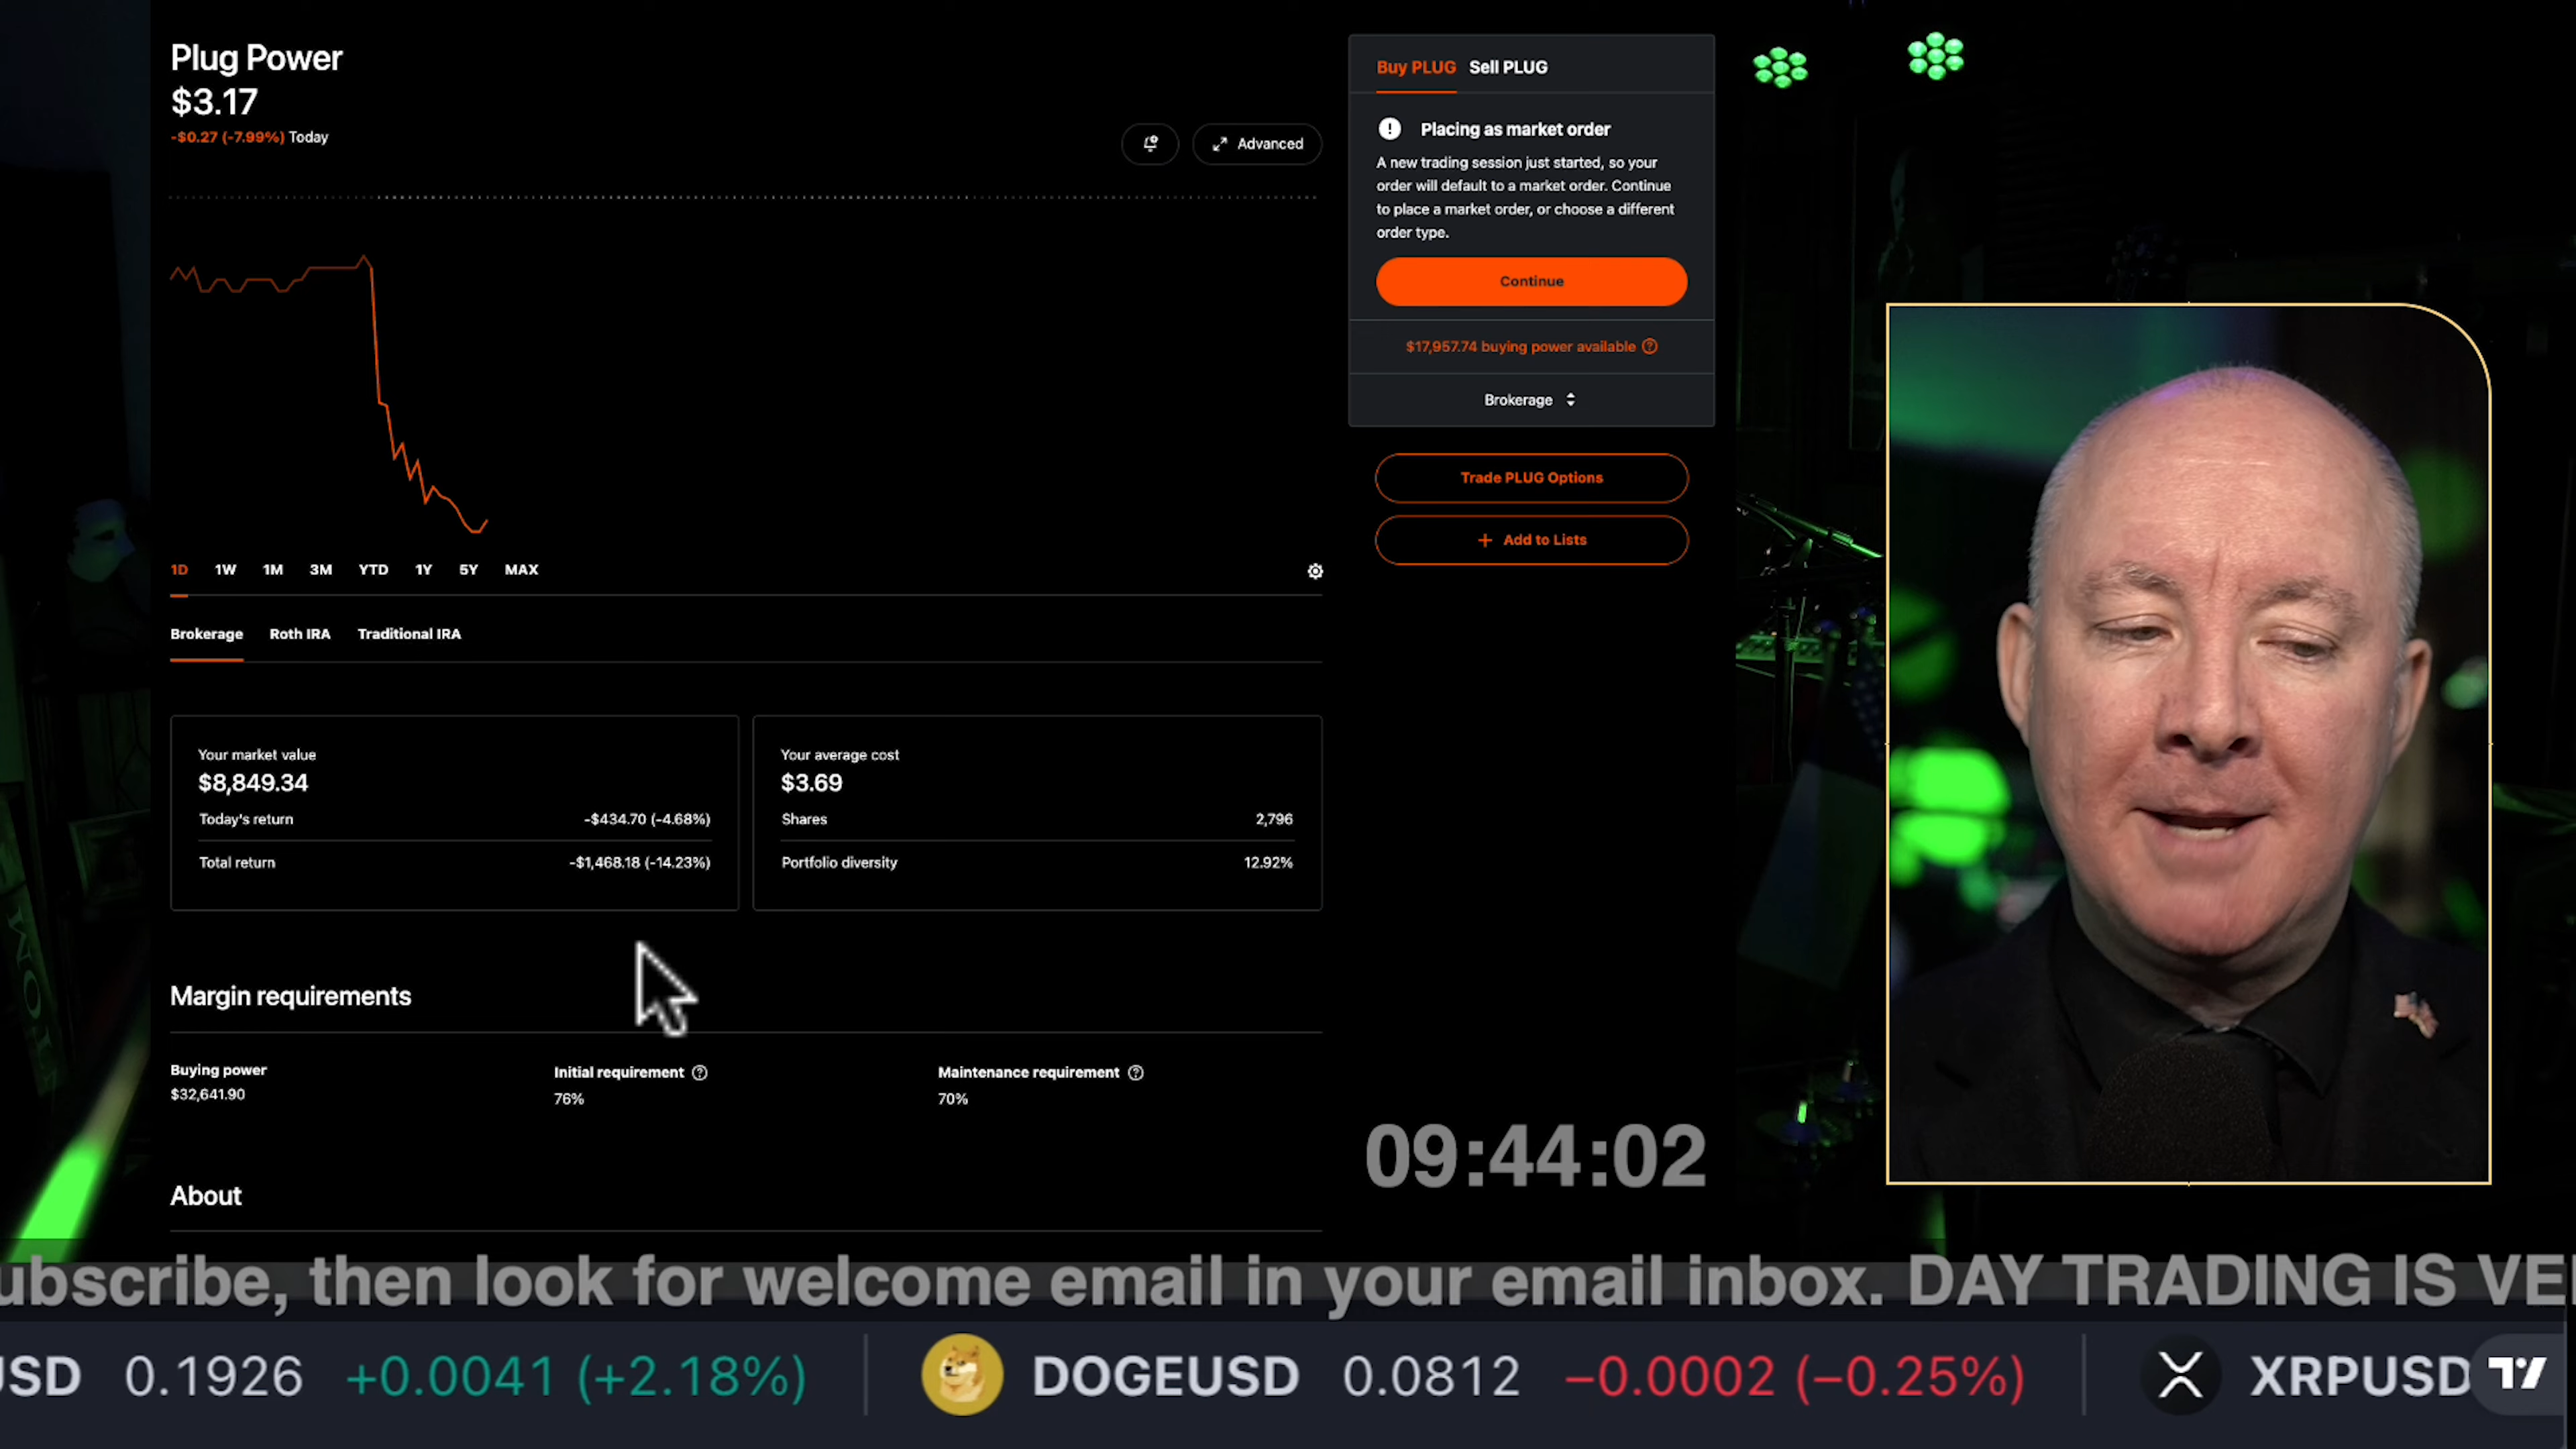 Plug Power
$3.17
-$0.27 (-7.99%) Today
Advanced
1D 1W 1M 3M YTD 1Y 5Y MAX
Brokerage Roth IRA Traditional IRA
Your market value
$8,849.34
Today's return -$434.70 (-4.68%)
Total return -$1,468.18 (-14.23%)
Your average cost
$3.69
Shares 2,796
Portfolio diversity 12.92%
Margin requirements
Buying power
$32,641.90
Initial requirement
76%
Maintenance requirement
70%
About
Buy PLUG Sell PLUG
Placing as market order
A new trading session just started, so your
order will default to a market order. Continue
to place a market order, or choose a different
order type.
Continue
$17,957.74 buying power available
Brokerage
Trade PLUG Options
+ Add to Lists
09:44:02
ubscribe, then look for welcome email in your email inbox. DAY TRADING IS VE
USD 0.1926 +0.0041 (+2.18%) DOGEUSD 0.0812 −0.0002 (−0.25%) XRPUSD